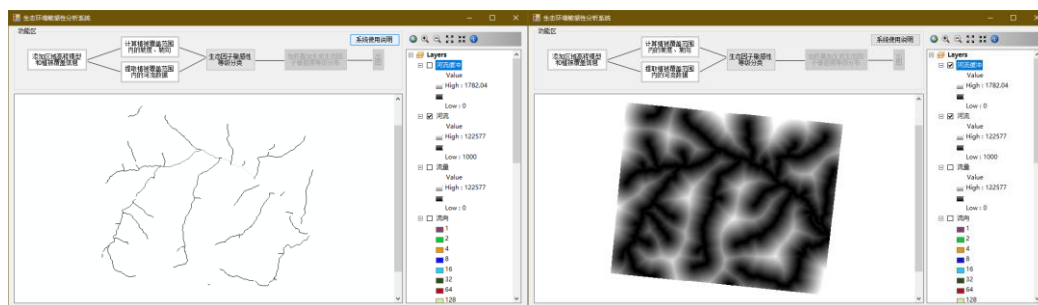 生态环境敏感性分析系统
功能区
添加区域高程模型
和植被覆盖信息
计算植被覆盖范围
内的坡度、坡向
提取植被覆盖范围
内的河流数据
生态因子敏感性
等级分类
系统使用说明
Layers
河流缓冲
Value
High : 1782.04
Low : 0
河流
Value
High : 122577
Low : 1000
流量
Value
High : 122577
Low : 0
流向
1
2
4
8
16
32
64
128
生态环境敏感性分析系统
功能区
添加区域高程模型
和植被覆盖信息
计算植被覆盖范围
内的坡度、坡向
提取植被覆盖范围
内的河流数据
生态因子敏感性
等级分类
系统使用说明
Layers
河流缓冲
Value
High : 1782.04
Low : 0
河流
Value
High : 122577
Low : 1000
流量
Value
High : 122577
Low : 0
流向
1
2
4
8
16
32
64
128